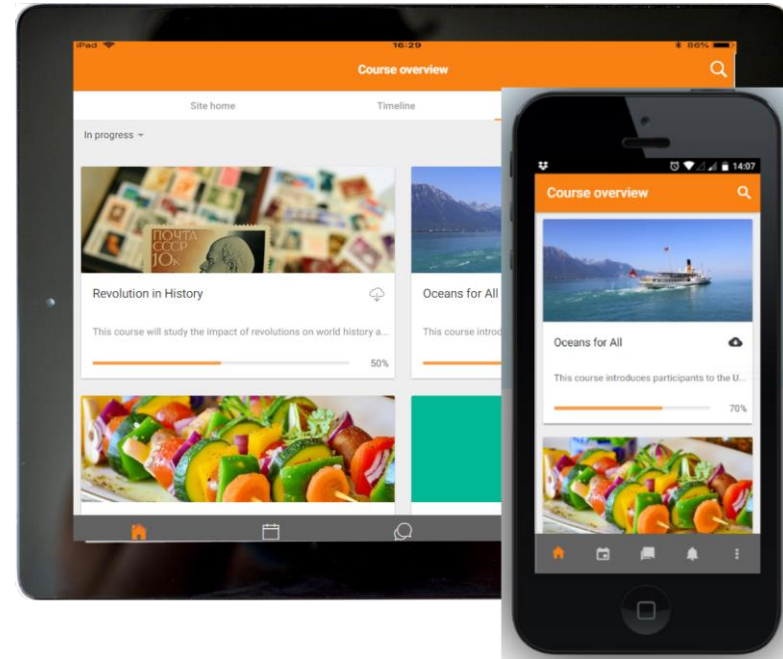 iPad
16:29
86%
Course overview
Site home
Timeline
In progress
ПОЧТА
СССР
10к
Revolution in History
This course will study the impact of revolutions on world history a...
50%
Oceans for All
This course introd
14:07
Course overview
Oceans for All
This course introduces participants to the U...
70%